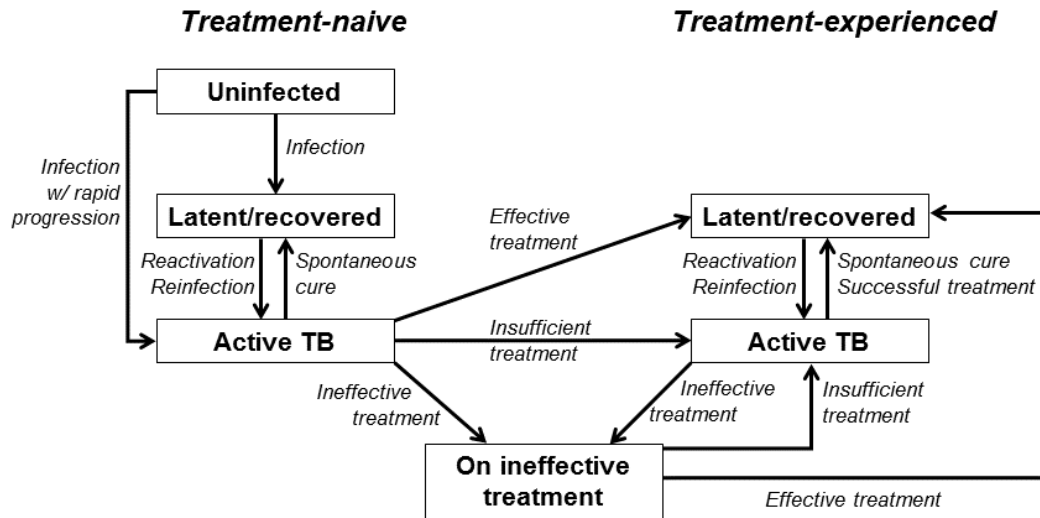 Treatment-naive
Treatment-experienced
Uninfected
Infection
Infection
w/ rapid
progression
Latent/recovered
Latent/recovered
Effective
treatment
Reactivation
Reinfection
Spontaneous
cure
Reactivation
Reinfection
Spontaneous cure
Successful treatment
Active TB
Insufficient
treatment
Active TB
Ineffective
treatment
Ineffective
treatment
Insufficient
treatment
On ineffective
treatment
Effective treatment